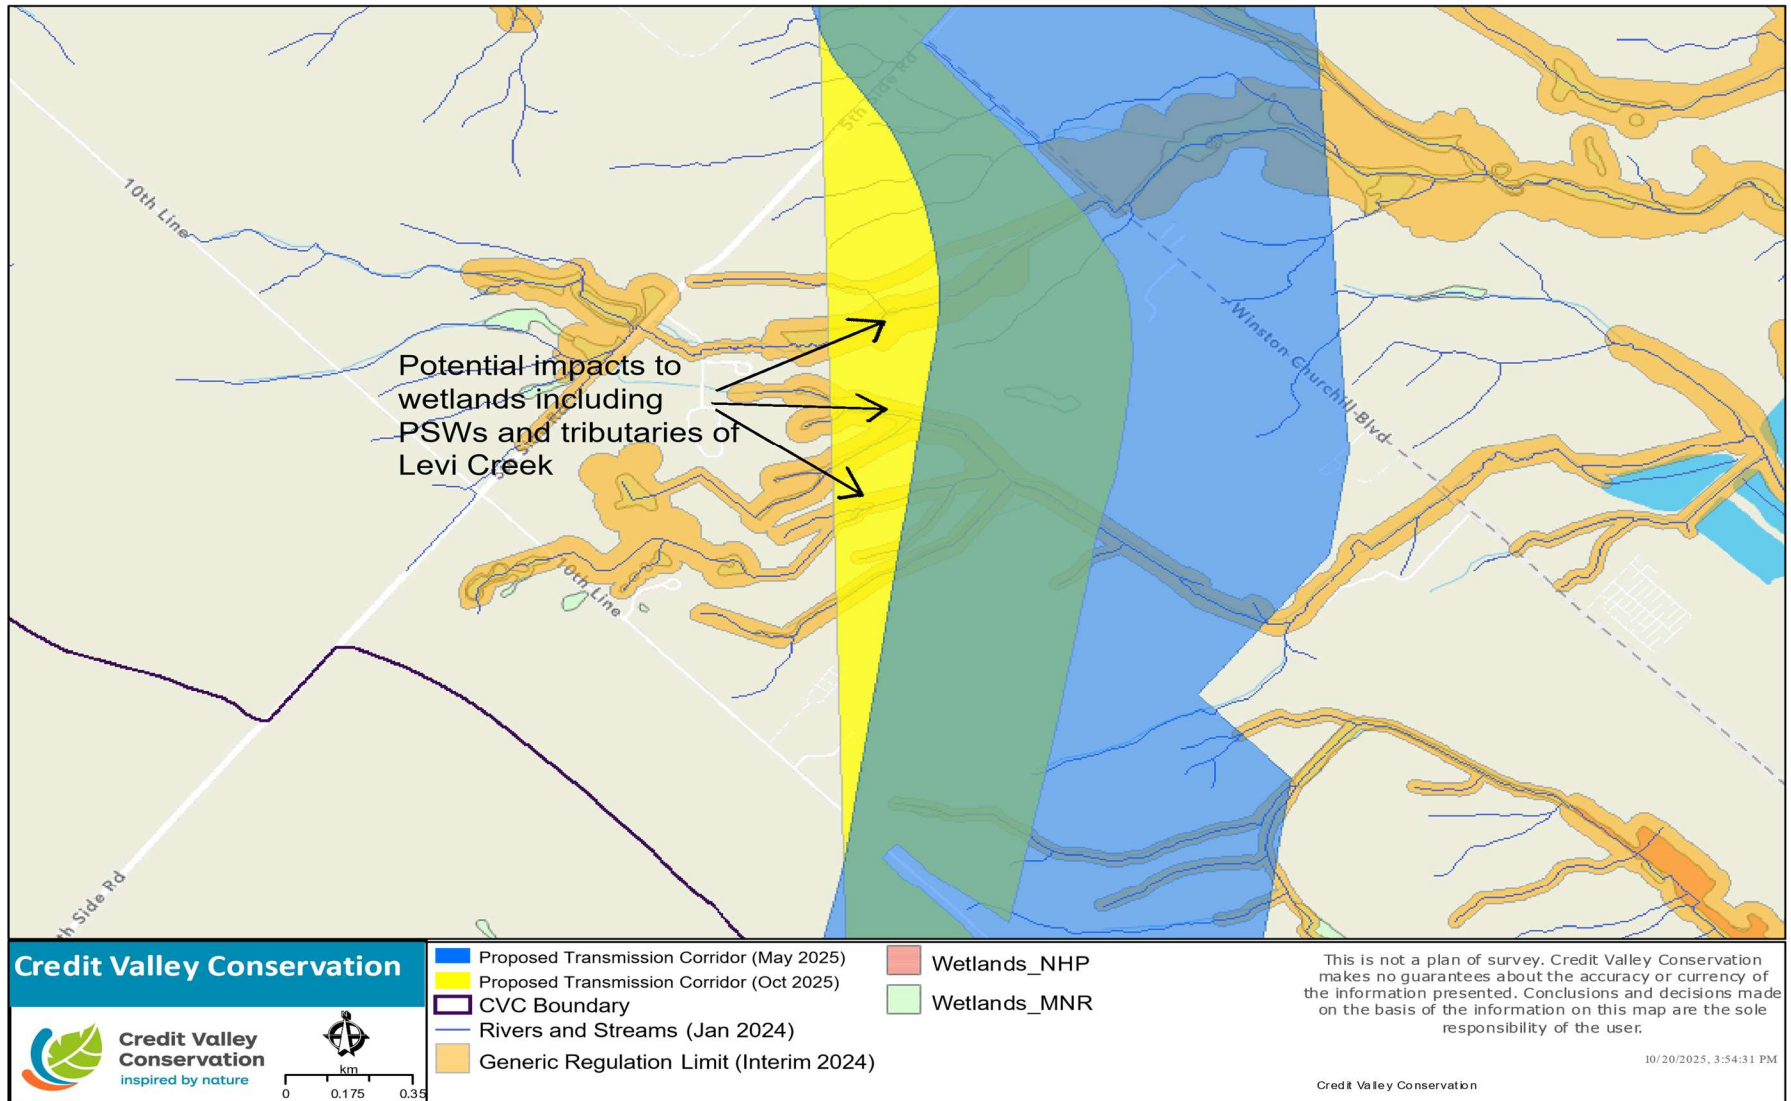 5th Side Rd
10th Line
Winston Churchill Blvd
Potential impacts to
wetlands including
PSWs and tributaries of
Levi Creek
10th Line
th Side Rd
Credit Valley Conservation
Credit Valley
Conservation
inspired by nature
km
0 0.175 0.35
Proposed Transmission Corridor (May 2025)
Proposed Transmission Corridor (Oct 2025)
CVC Boundary
Rivers and Streams (Jan 2024)
Generic Regulation Limit (Interim 2024)
Wetlands_NHP
Wetlands_MNR
This is not a plan of survey. Credit Valley Conservation
makes no guarantees about the accuracy or currency of
the information presented. Conclusions and decisions made
on the basis of the information on this map are the sole
responsibility of the user.
10/20/2025, 3:54:31 PM
Credit Valley Conservation